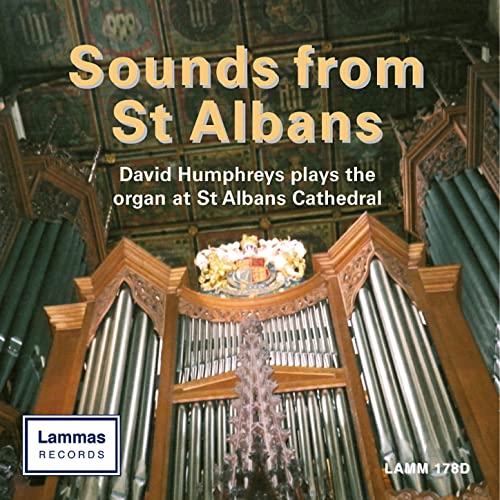 Sounds from
St Albans
David Humphreys plays the
organ at St Albans Cathedral
Lammas
RECORDS
LAMM 178D